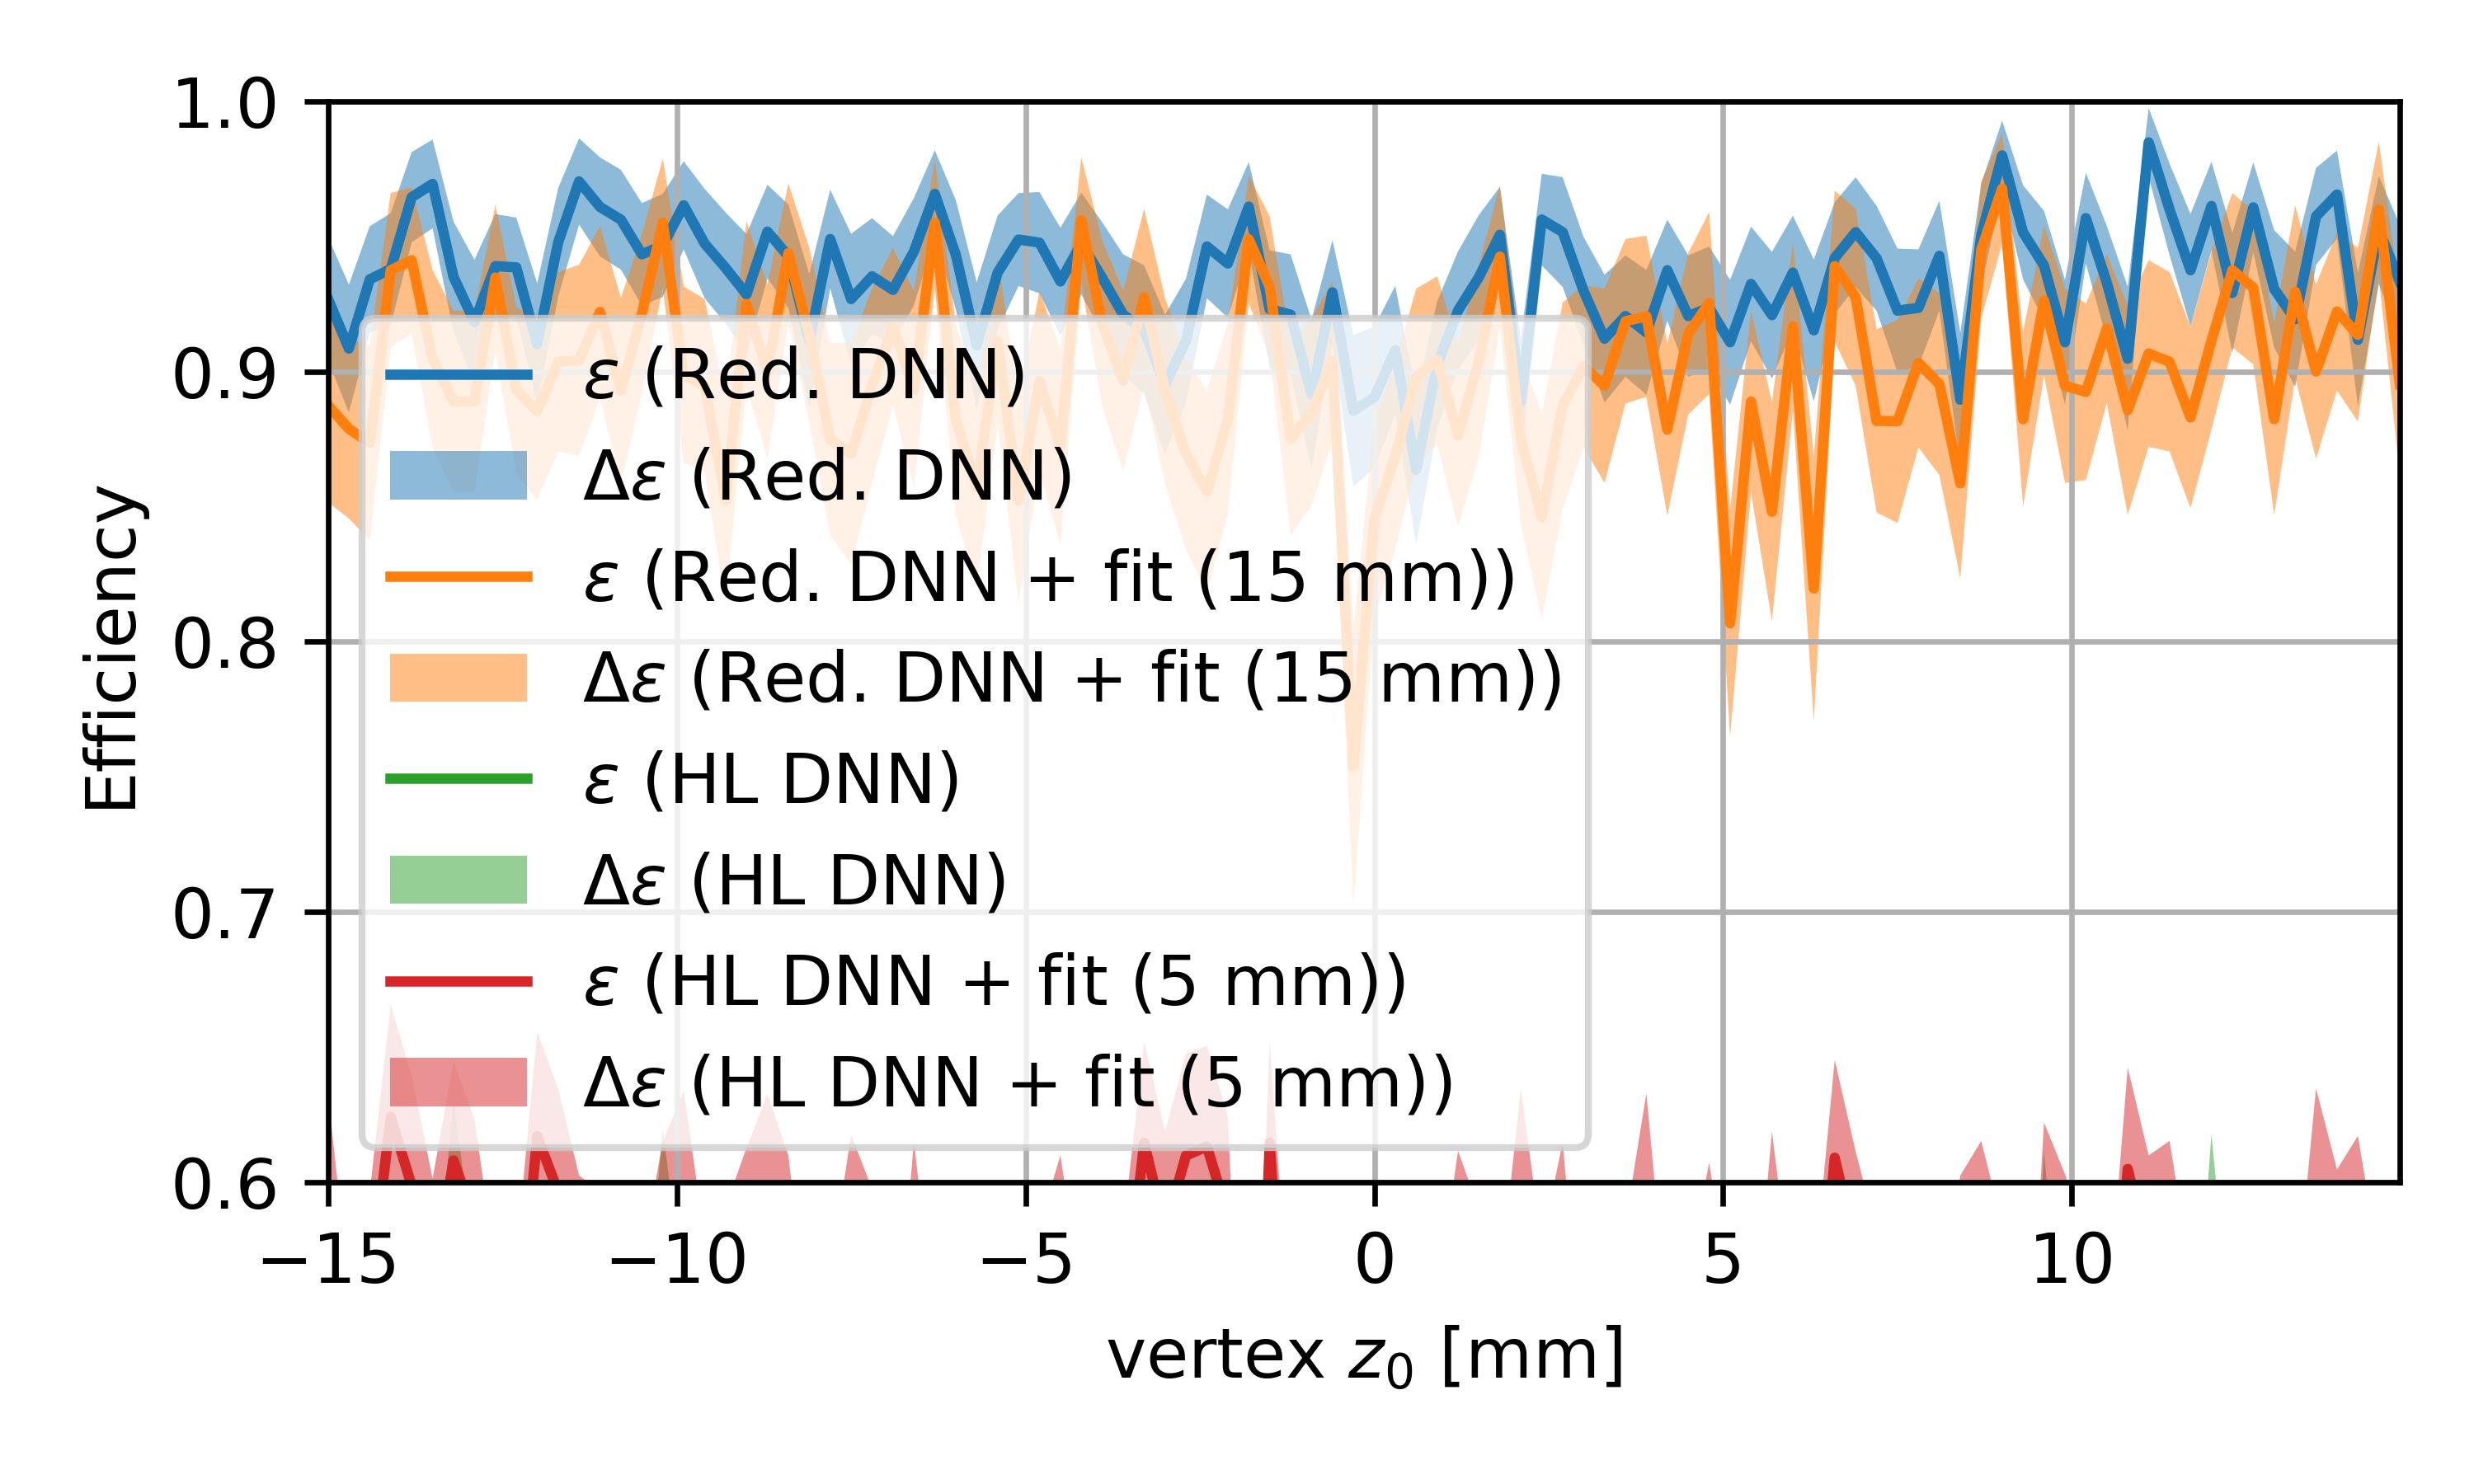 1.0
0.9
0.8
0.7
0.6
Efficiency
ε (Red. DNN)
Δε (Red. DNN)
ε (Red. DNN + fit (15 mm))
Δε (Red. DNN + fit (15 mm))
ε (HL DNN)
Δε (HL DNN)
ε (HL DNN + fit (5 mm))
Δε (HL DNN + fit (5 mm))
−15 −10 −5 0 5 10
vertex z₀ [mm]